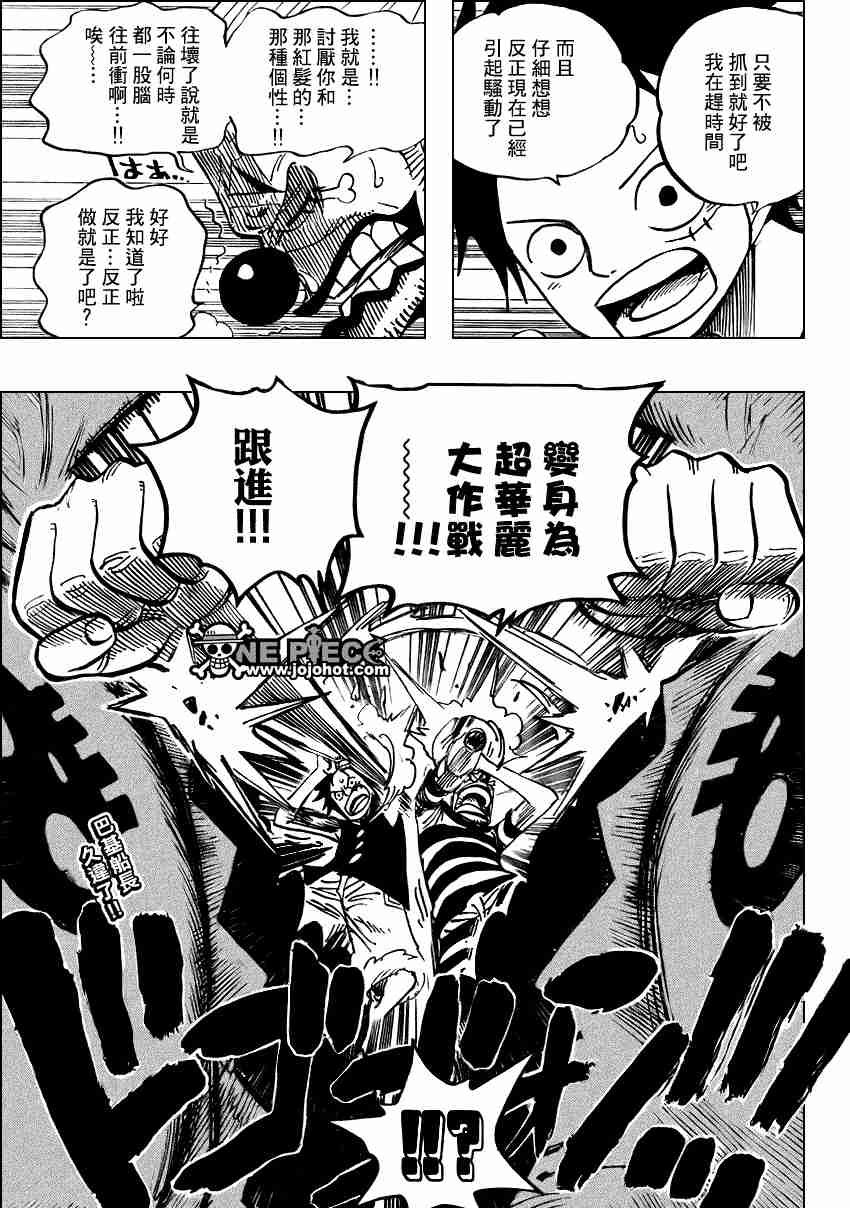 只要不被
抓到就好了吧
我在趕時間
而且
仔細想想
反正現在已經
引起騷動了
……!!
我就是…
討厭你和
那紅髮的…
那種個性…!!
往壞了說就是
不論何時
都一股腦
往前衝啊…!!
唉~~
はぁぁ…
好好
我知道了啦
反正…反正
做就是了吧?
變身為
超華麗
大作戰
~~!!!
跟進!!!
ONE PIECE
www.jojohot.com
巴基船長
久違了!!
ドゴォン!!!
!!?